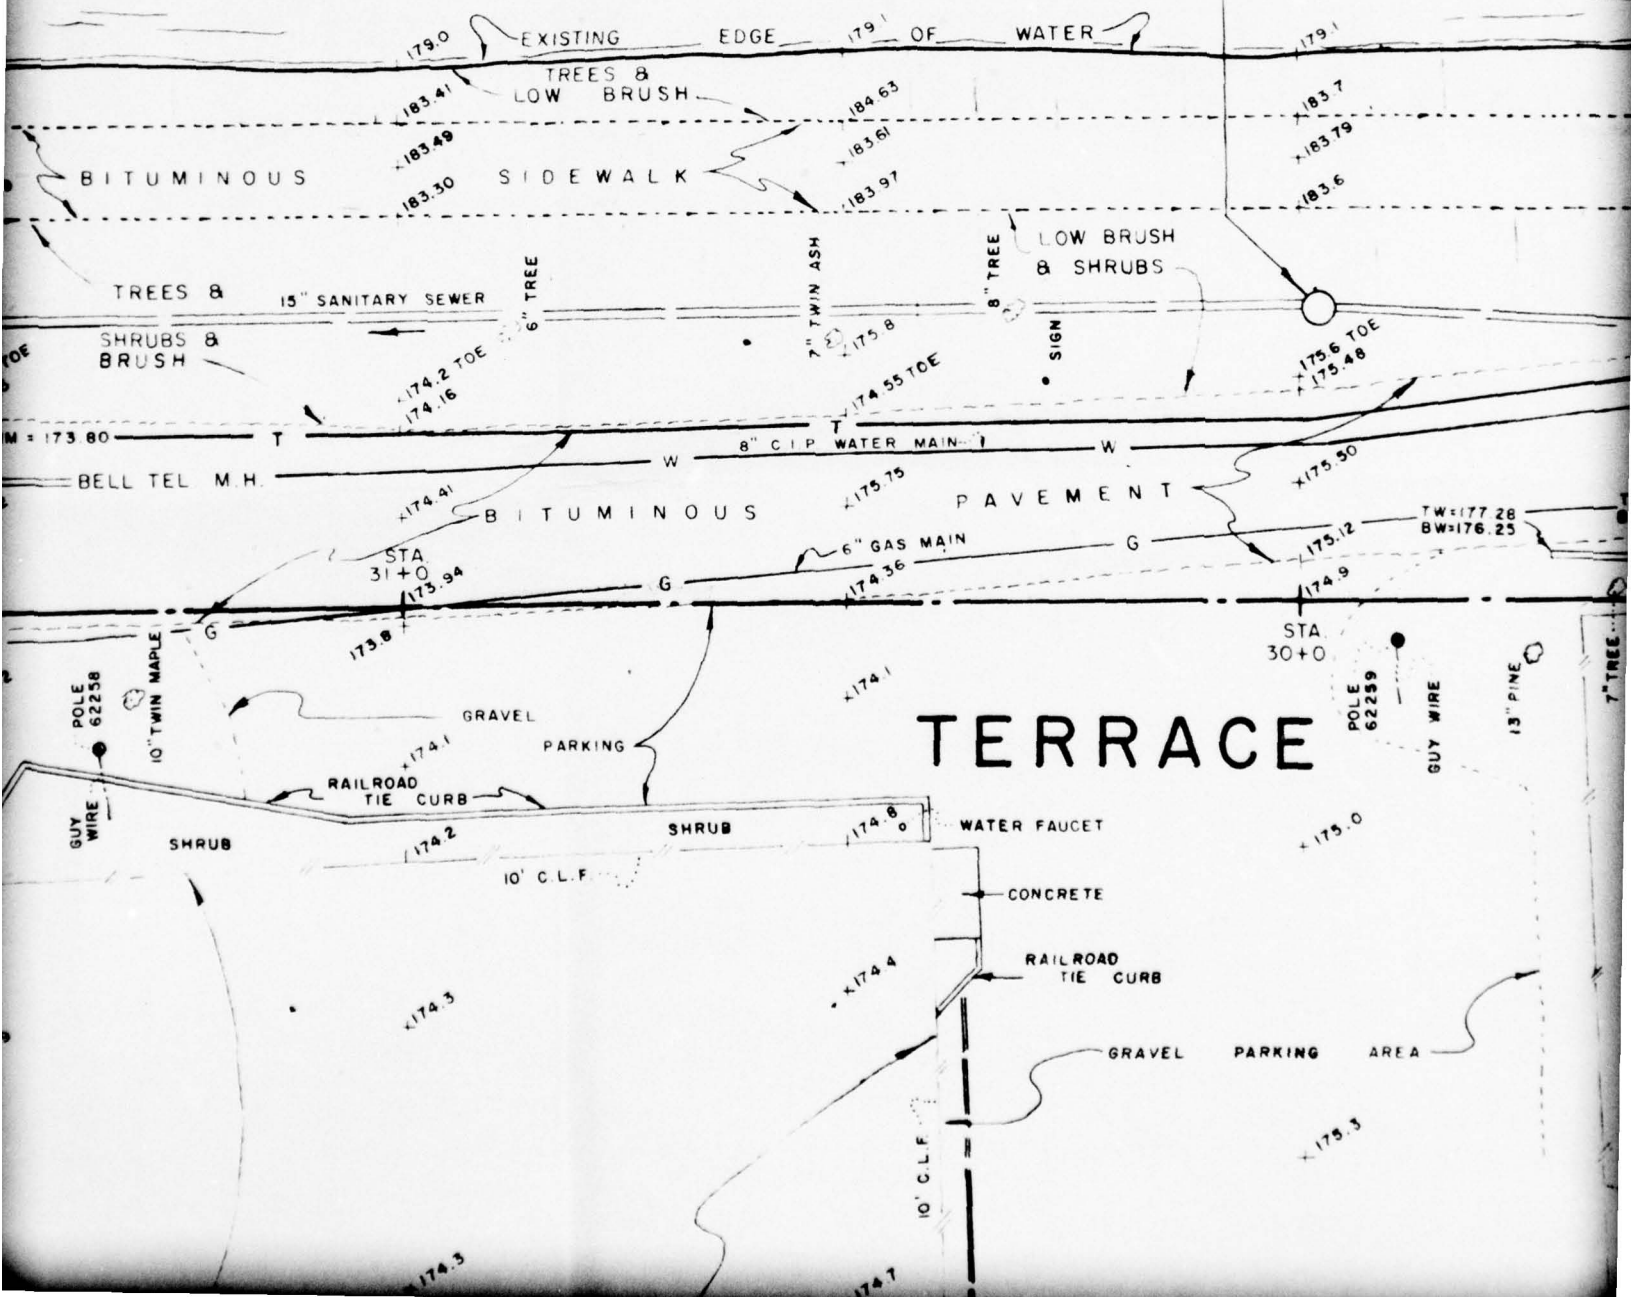 179.0
EXISTING EDGE OF WATER
179.1
179.1
TREES &
LOW BRUSH
183.41
184.63
183.7
183.49
183.61
183.79
BITUMINOUS SIDEWALK
183.30
183.97
183.6
LOW BRUSH
& SHRUBS
6" TREE
7" TWIN ASH
8" TREE
TREES &
15" SANITARY SEWER
SHRUBS &
BRUSH
TOE
174.2 TOE
174.16
175.8
174.55 TOE
SIGN
175.6 TOE
175.48
M = 173.80
T
T
8" C.I.P WATER MAIN
W
W
BELL TEL M.H.
174.41
175.75
175.50
BITUMINOUS PAVEMENT
TW=177.28
BW=176.25
6" GAS MAIN
G
175.12
STA.
31+0
173.94
G
174.36
174.9
G
173.8
STA.
30+0
POLE
62258
10" TWIN MAPLE
174.1
POLE
62259
GUY WIRE
13" PINE
7" TREE
GRAVEL
PARKING
174.1
TERRACE
RAILROAD
TIE CURB
GUY
WIRE
SHRUB
174.2
SHRUB
174.8
WATER FAUCET
175.0
10' C.L.F.
CONCRETE
RAILROAD
TIE CURB
174.3
174.4
GRAVEL PARKING AREA
10' C.L.F.
175.3
174.3
174.7